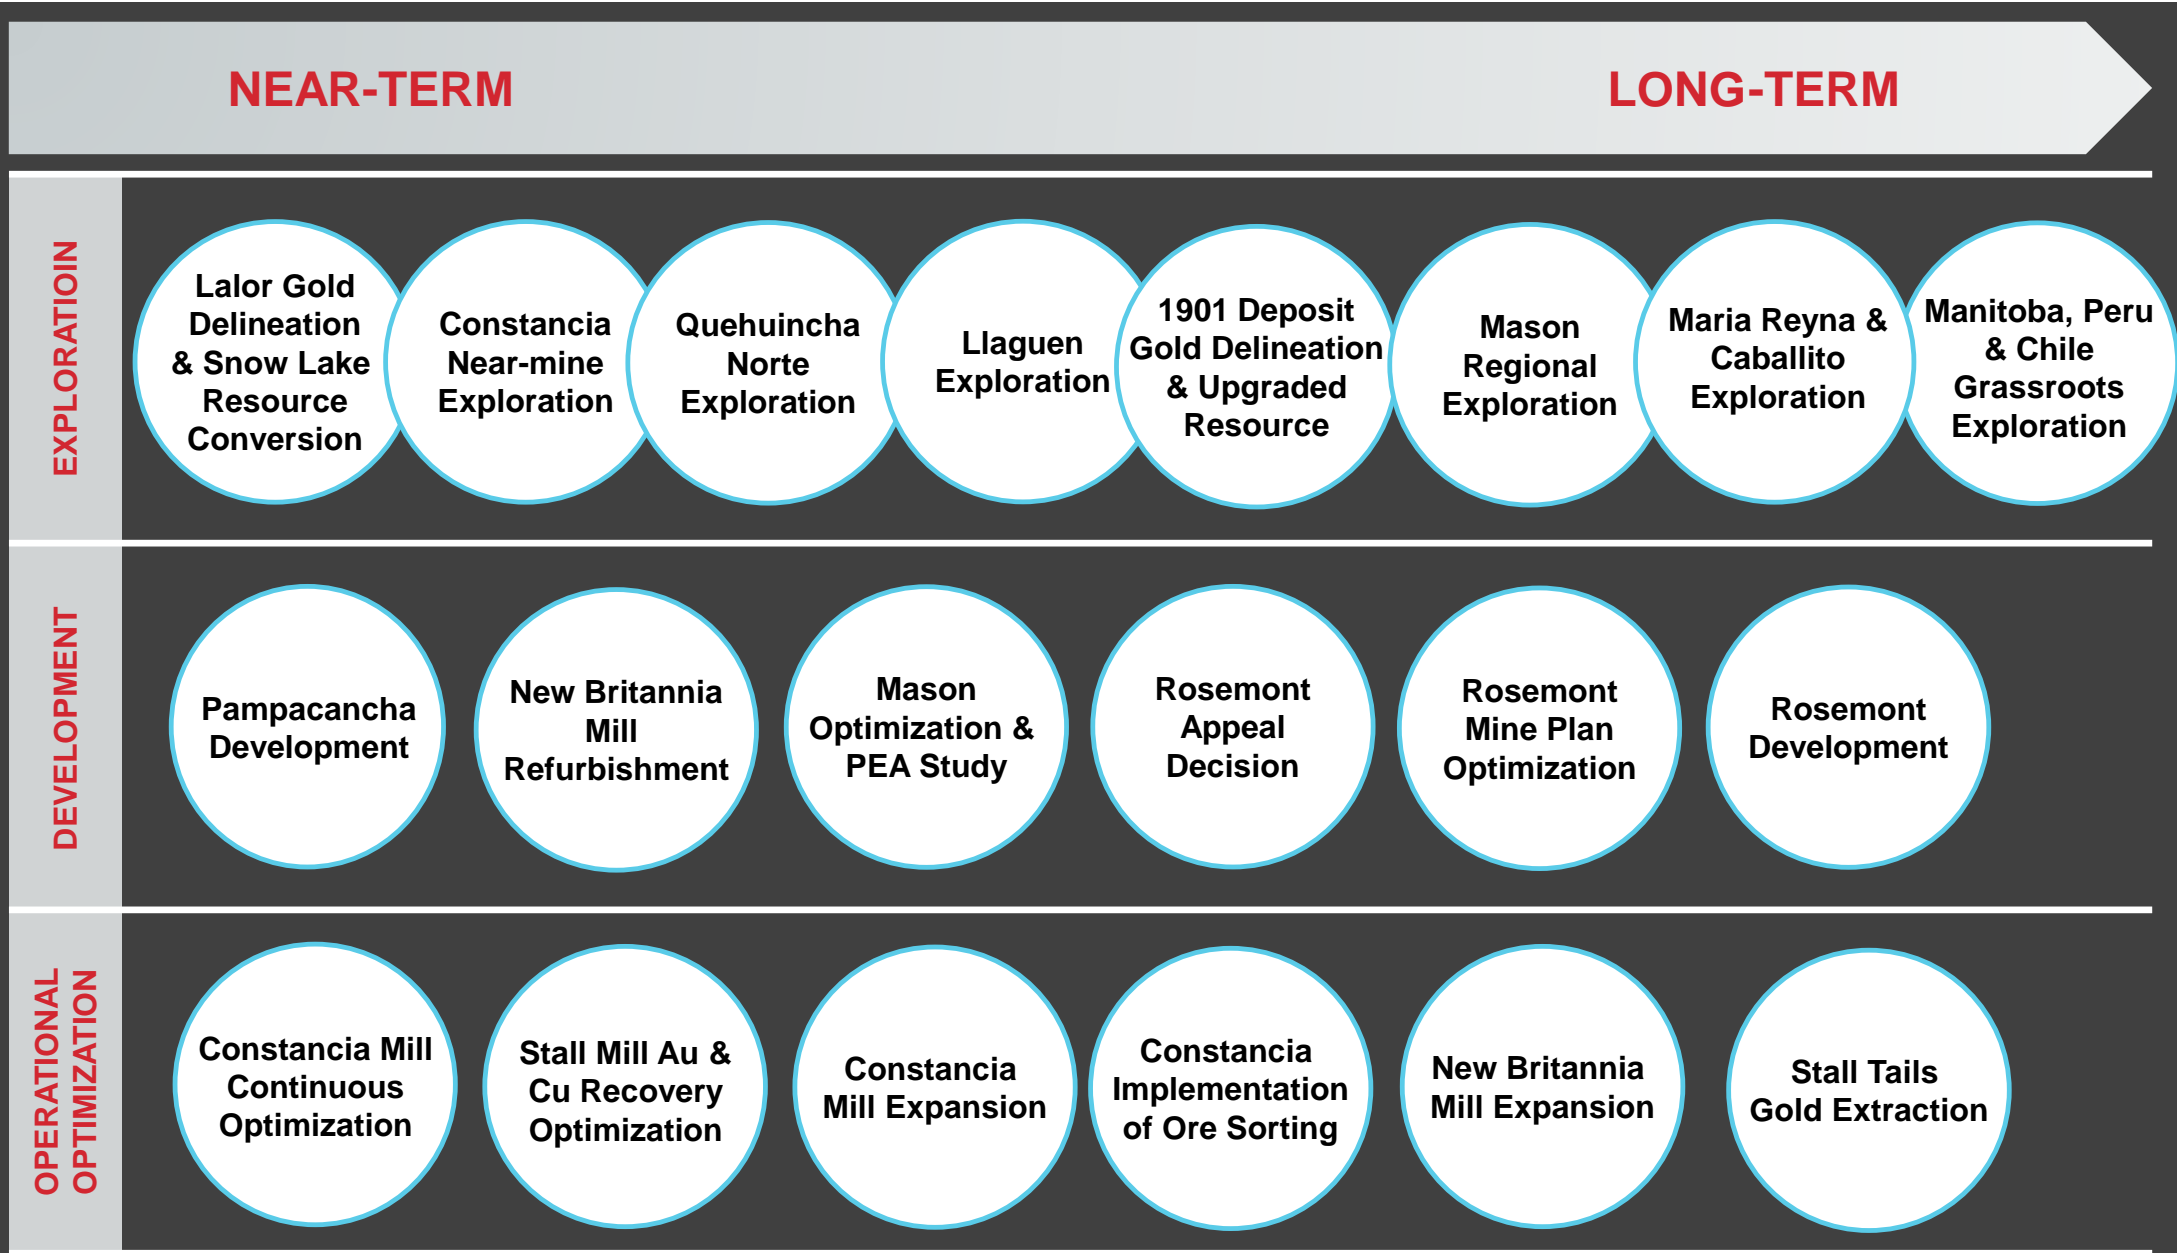 NEAR-TERM
LONG-TERM
EXPLORATIOIN
Lalor Gold
Delineation
& Snow Lake
Resource
Conversion
Constancia
Near-mine
Exploration
Quehuincha
Norte
Exploration
Llaguen
Exploration
1901 Deposit
Gold Delineation
& Upgraded
Resource
Mason
Regional
Exploration
Maria Reyna &
Caballito
Exploration
Manitoba, Peru
& Chile
Grassroots
Exploration
DEVELOPMENT
Pampacancha
Development
New Britannia
Mill
Refurbishment
Mason
Optimization &
PEA Study
Rosemont
Appeal
Decision
Rosemont
Mine Plan
Optimization
Rosemont
Development
OPERATIONAL
OPTIMIZATION
Constancia Mill
Continuous
Optimization
Stall Mill Au &
Cu Recovery
Optimization
Constancia
Mill Expansion
Constancia
Implementation
of Ore Sorting
New Britannia
Mill Expansion
Stall Tails
Gold Extraction